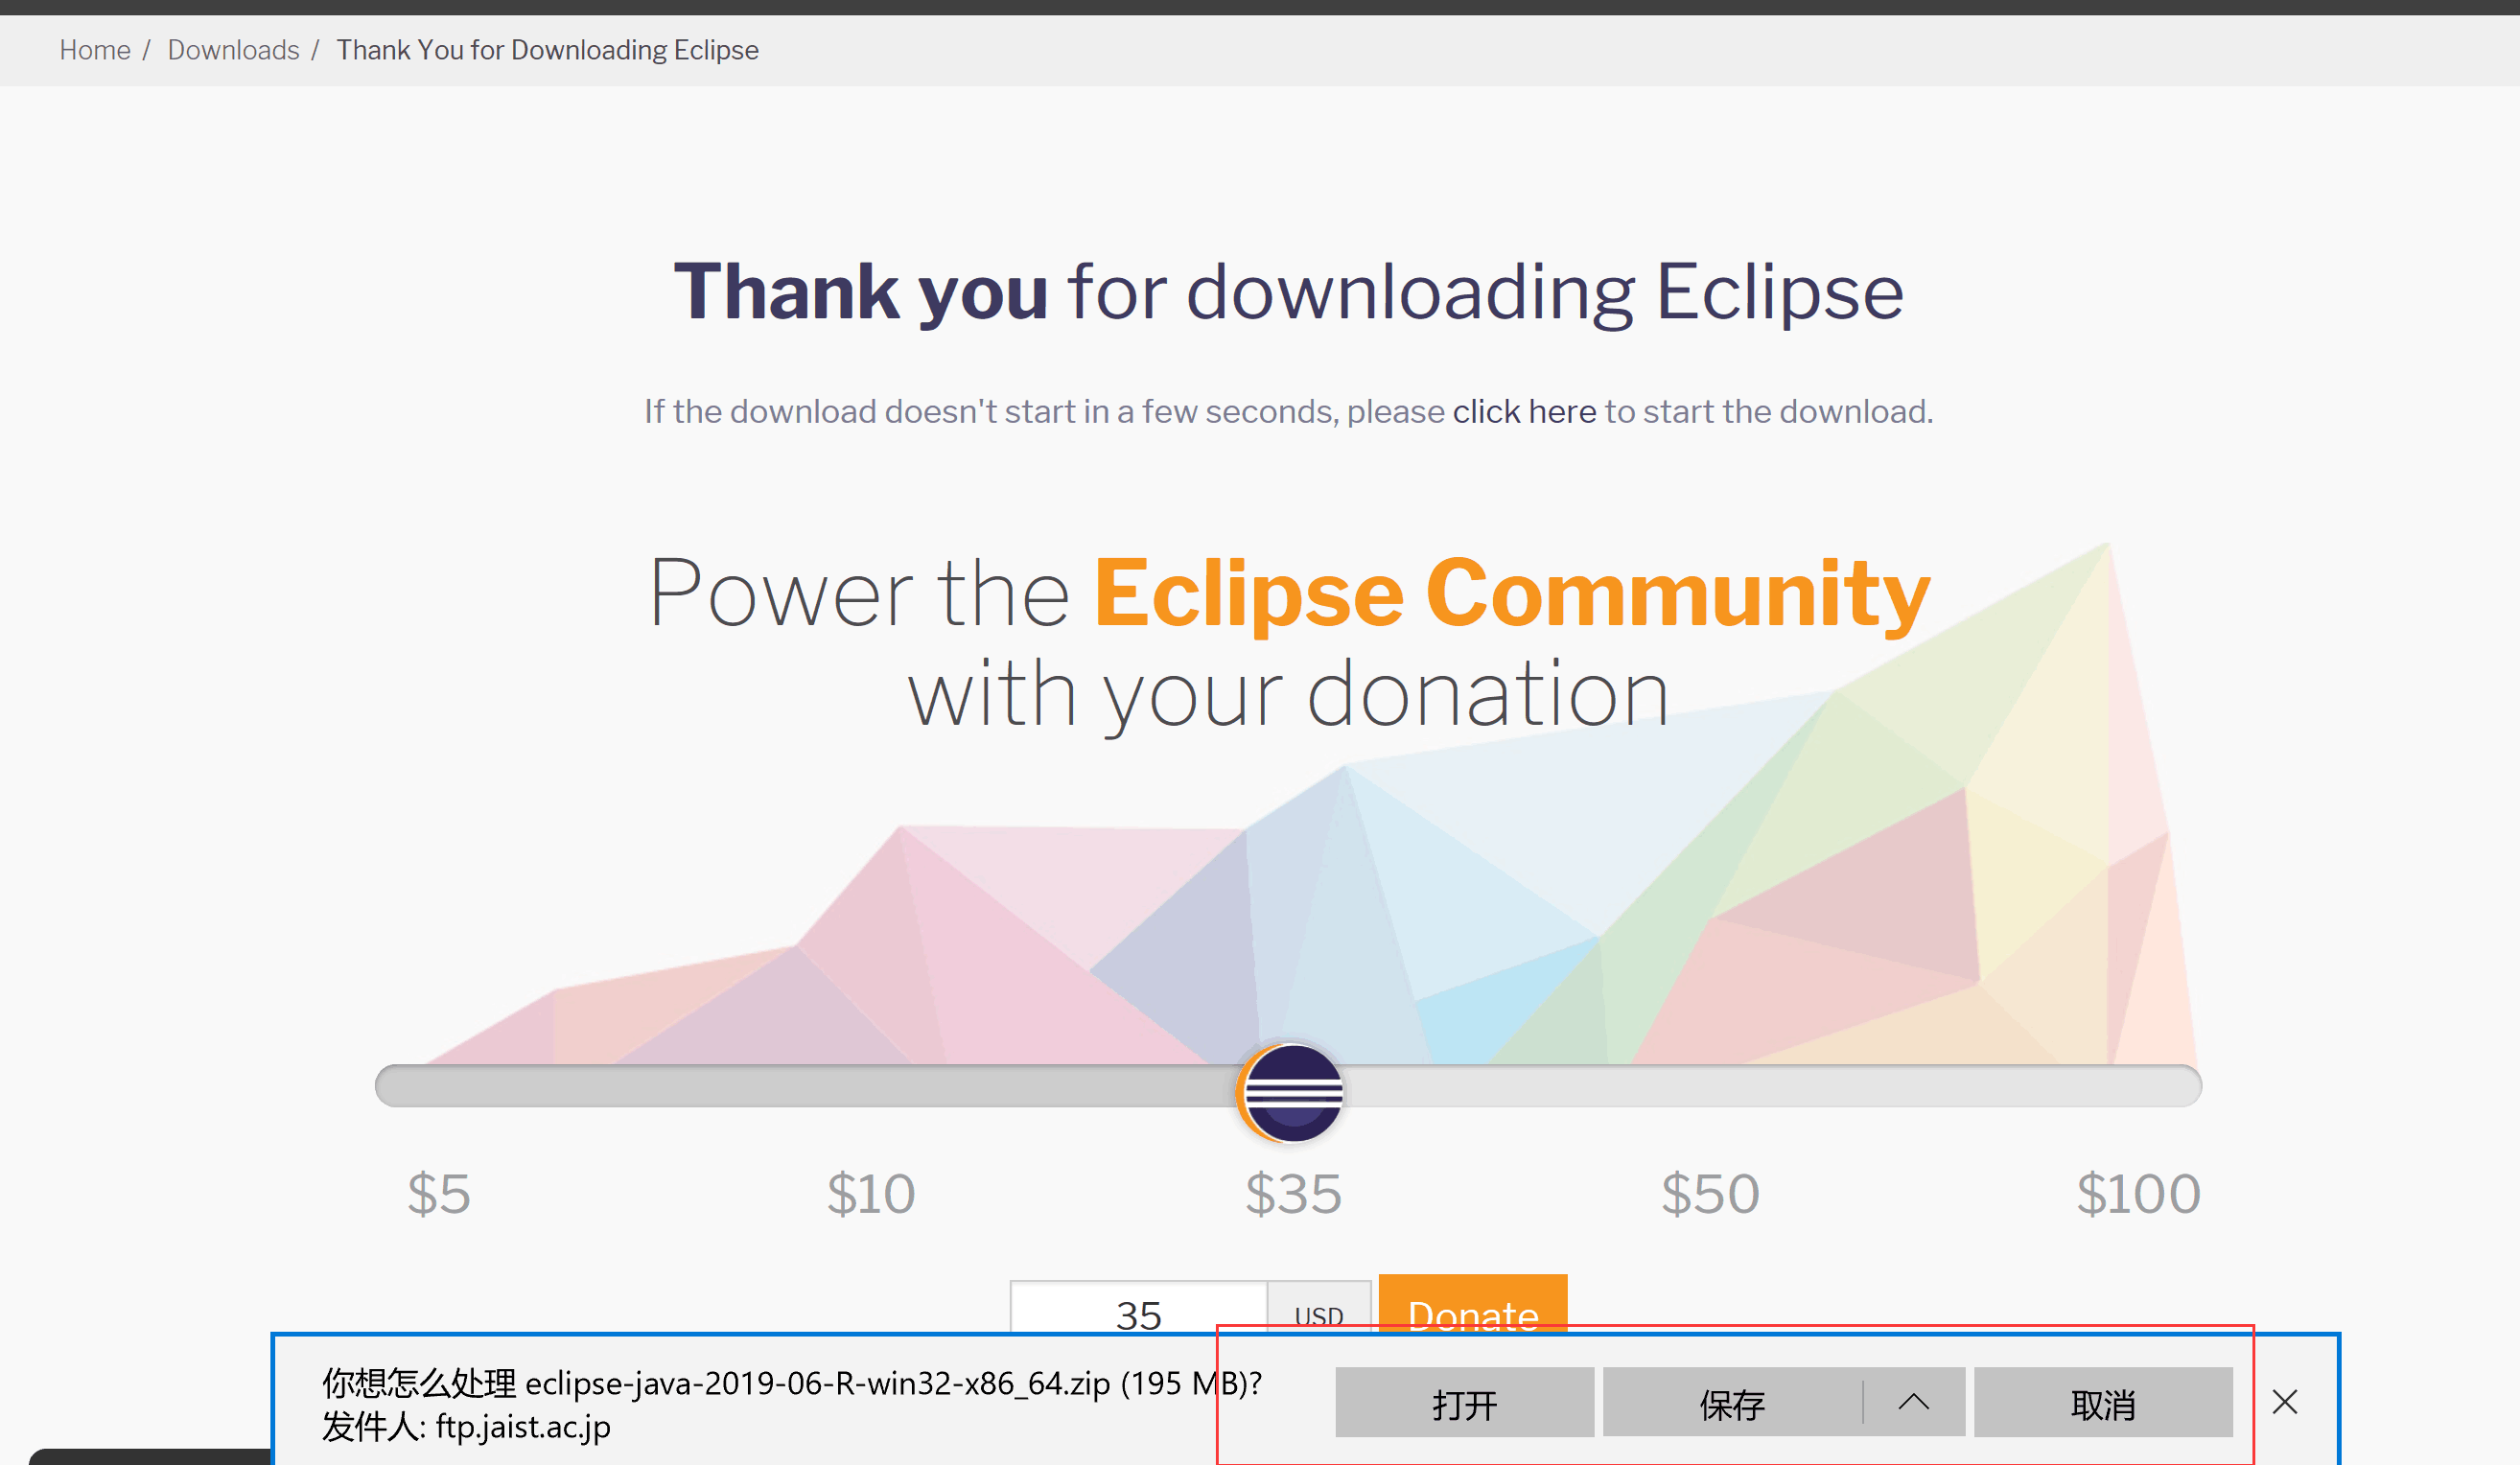 Home / Downloads / Thank You for Downloading Eclipse
Thank you for downloading Eclipse
If the download doesn't start in a few seconds, please click here to start the download.
Power the Eclipse Community
with your donation
$5 $10 $35 $50 $100
35 USD Donate
你想怎么处理 eclipse-java-2019-06-R-win32-x86_64.zip (195 MB)?
发件人: ftp.jaist.ac.jp
打开 保存 取消